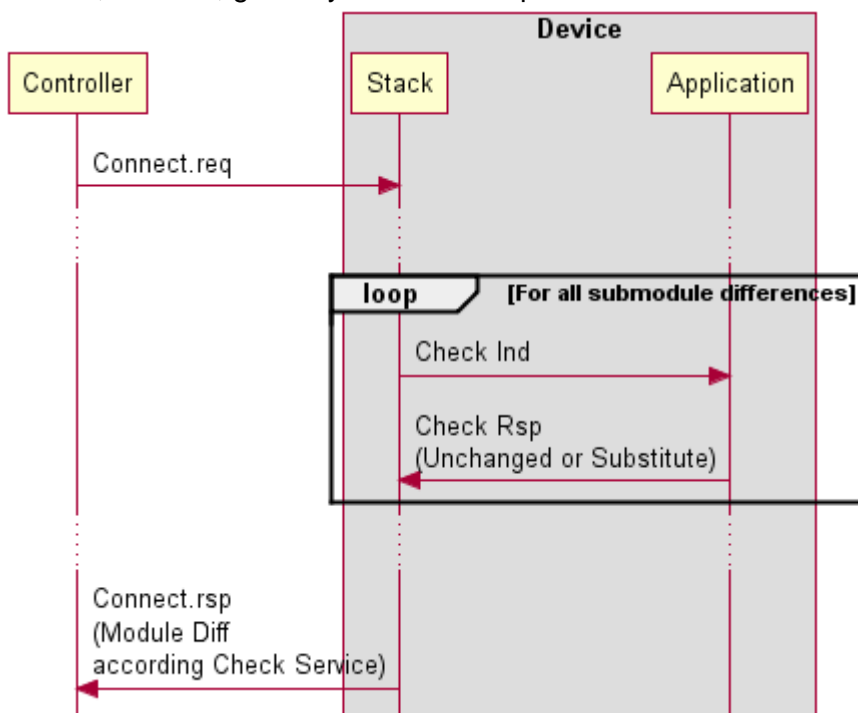 Device
Controller
Stack
Application
Connect.req
loop
[For all submodule differences]
Check Ind
Check Rsp
(Unchanged or Substitute)
Connect.rsp
(Module Diff
according Check Service)